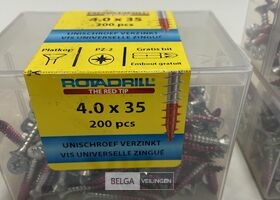 4.0 x 35
200 pcs
Platkop
PZ-2
Gratis bit
Embout gratuit
ROTADRILL
THE RED TIP
4.0 x 35
200 pcs
UNISCHROEF VERZINKT
VIS UNIVERSELLE ZINGUÉ
BELGA VEILINGEN